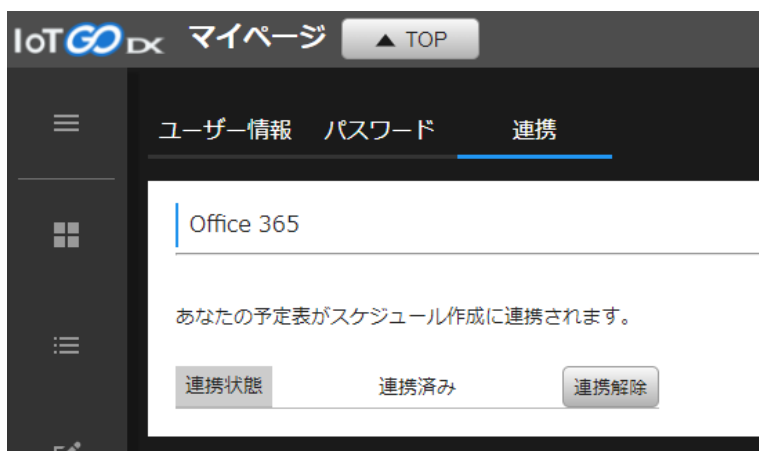 IoTGO DX マイページ ▲ TOP
ユーザー情報 パスワード 連携
Office 365
あなたの予定表がスケジュール作成に連携されます。
連携状態 連携済み 連携解除